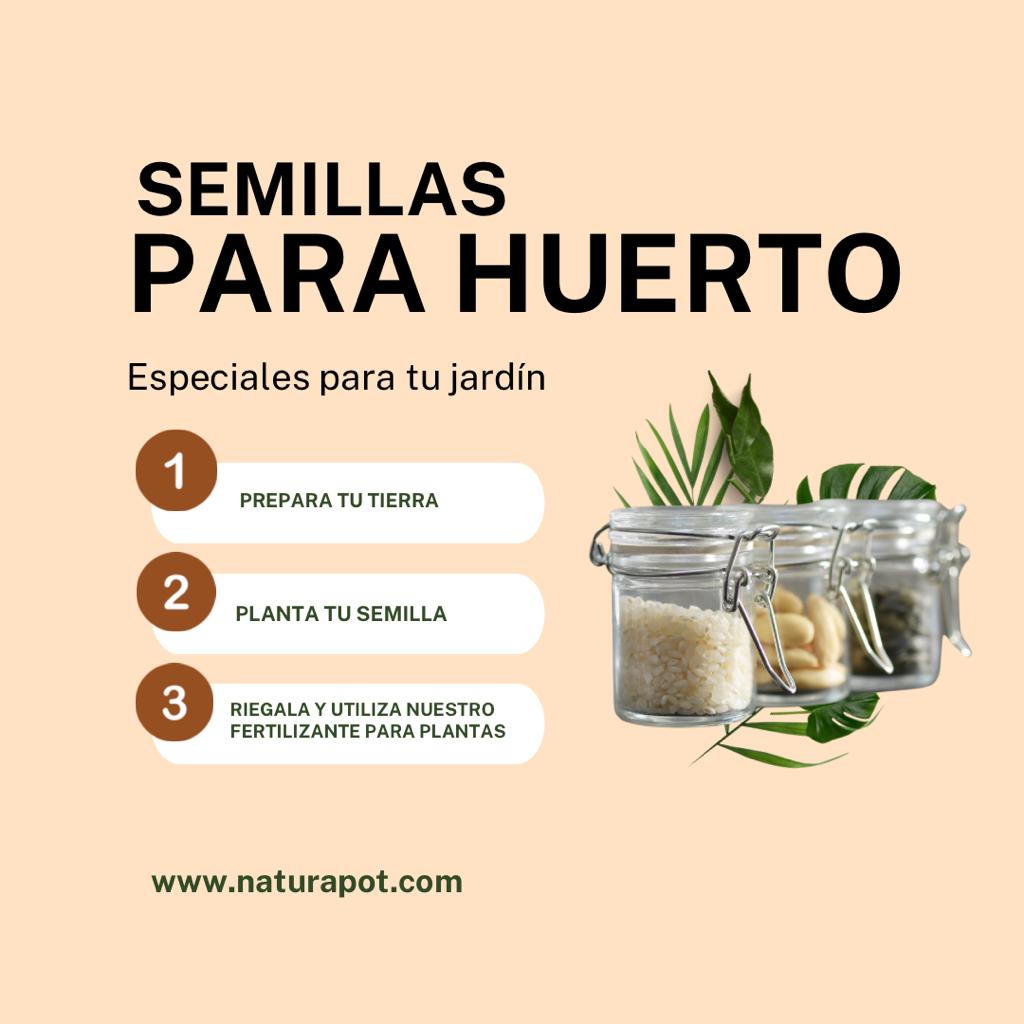 SEMILLAS
PARA HUERTO
Especiales para tu jardín
1
PREPARA TU TIERRA
2
PLANTA TU SEMILLA
3
RIEGALA Y UTILIZA NUESTRO
FERTILIZANTE PARA PLANTAS
www.naturapot.com